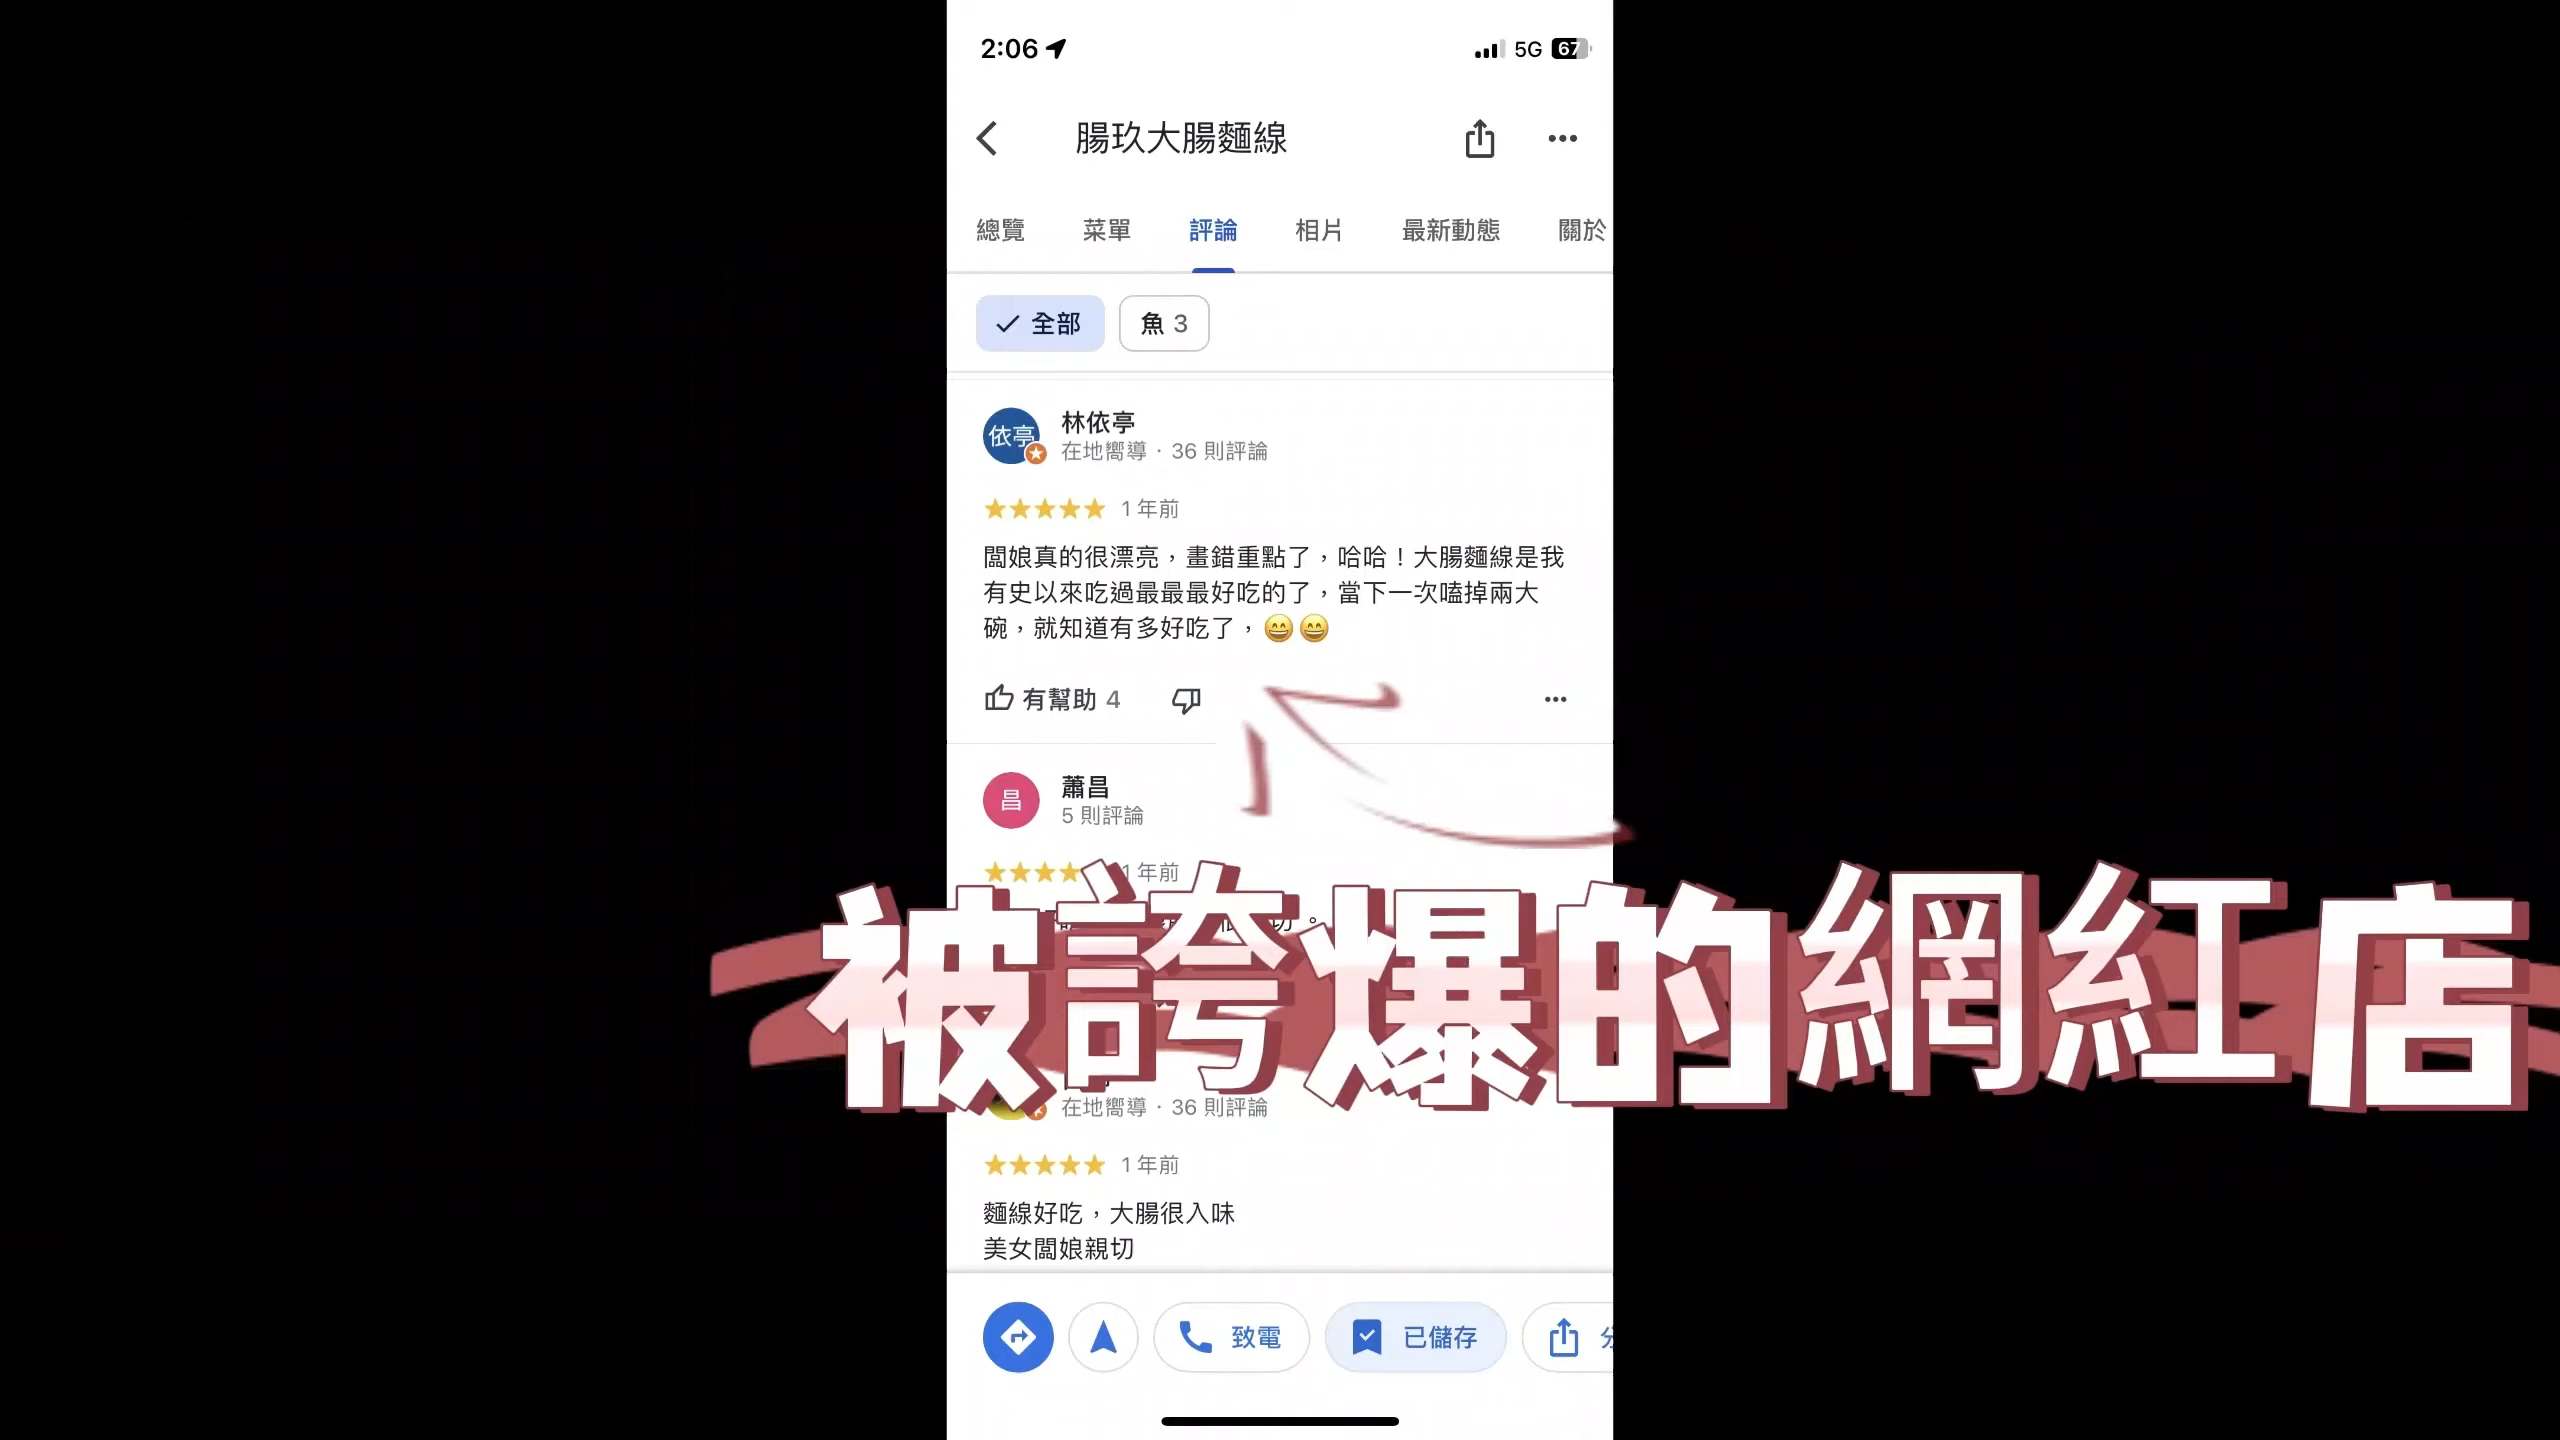 2:06
5G
67
腸玖大腸麵線
總覽
菜單
評論
相片
最新動態
關於
全部
魚 3
依亭
林依亭
在地嚮導 · 36 則評論
1 年前
闆娘真的很漂亮，畫錯重點了，哈哈！大腸麵線是我
有史以來吃過最最最好吃的了，當下一次嗑掉兩大
碗，就知道有多好吃了，😄😄
有幫助 4
昌
蕭昌
5 則評論
1 年前
被誇爆的網紅店
在地嚮導 · 36 則評論
1 年前
麵線好吃，大腸很入味
美女闆娘親切
致電
已儲存